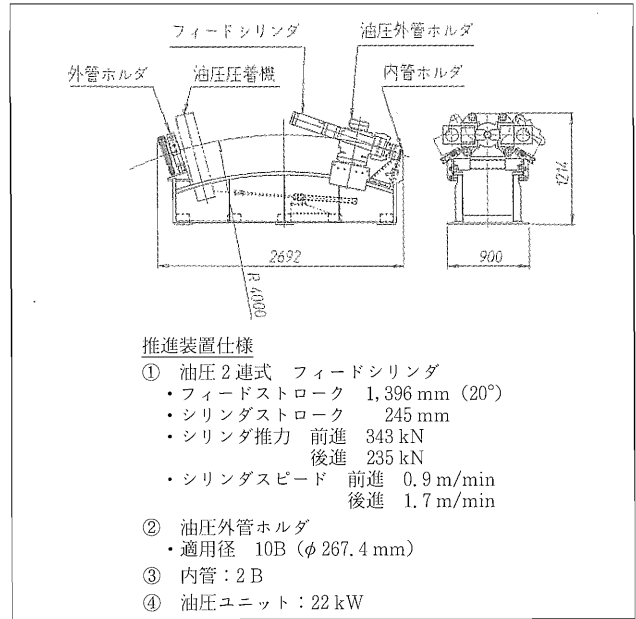 フィードシリンダ
油圧外管ホルダ
外管ホルダ
油圧圧着機
内管ホルダ
2692
900
1214
R 4000
推進装置仕様
① 油圧2連式 フィードシリンダ
・フィードストローク 1,396 mm (20°)
・シリンダストローク 245 mm
・シリンダ推力 前進 343 kN
後進 235 kN
・シリンダスピード 前進 0.9 m/min
後進 1.7 m/min
② 油圧外管ホルダ
・適用径 10B (φ267.4 mm)
③ 内管：2 B
④ 油圧ユニット：22 kW